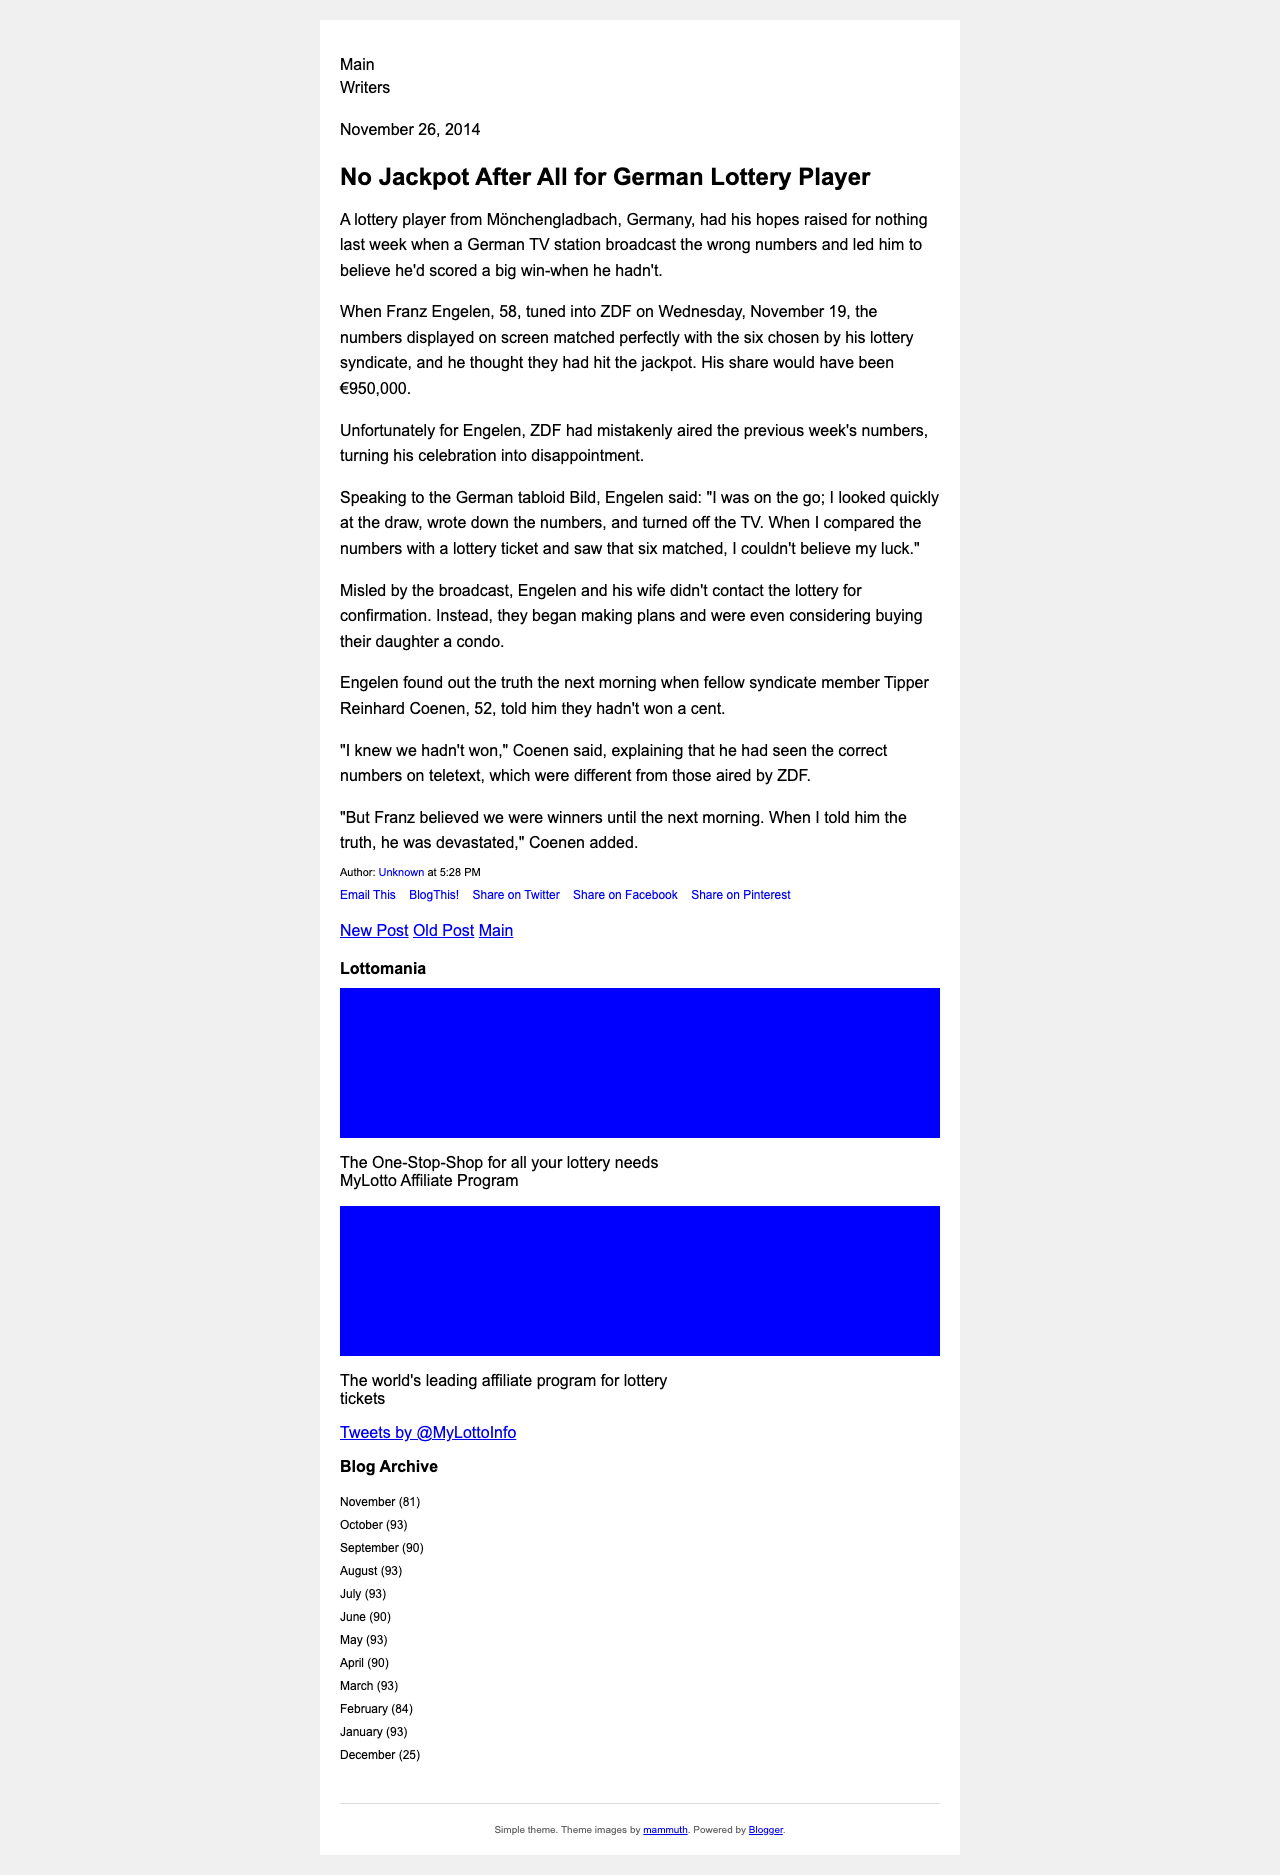 Main
Writers
November 26, 2014
No Jackpot After All for German Lottery Player
A lottery player from Mönchengladbach, Germany, had his hopes raised for nothing
last week when a German TV station broadcast the wrong numbers and led him to
believe he'd scored a big win-when he hadn't.
When Franz Engelen, 58, tuned into ZDF on Wednesday, November 19, the
numbers displayed on screen matched perfectly with the six chosen by his lottery
syndicate, and he thought they had hit the jackpot. His share would have been
€950,000.
Unfortunately for Engelen, ZDF had mistakenly aired the previous week's numbers,
turning his celebration into disappointment.
Speaking to the German tabloid Bild, Engelen said: "I was on the go; I looked quickly
at the draw, wrote down the numbers, and turned off the TV. When I compared the
numbers with a lottery ticket and saw that six matched, I couldn't believe my luck."
Misled by the broadcast, Engelen and his wife didn't contact the lottery for
confirmation. Instead, they began making plans and were even considering buying
their daughter a condo.
Engelen found out the truth the next morning when fellow syndicate member Tipper
Reinhard Coenen, 52, told him they hadn't won a cent.
"I knew we hadn't won," Coenen said, explaining that he had seen the correct
numbers on teletext, which were different from those aired by ZDF.
"But Franz believed we were winners until the next morning. When I told him the
truth, he was devastated," Coenen added.
Author: Unknown at 5:28 PM
Email This BlogThis! Share on Twitter Share on Facebook Share on Pinterest
New Post Old Post Main
Lottomania
The One-Stop-Shop for all your lottery needs
MyLotto Affiliate Program
The world's leading affiliate program for lottery
tickets
Tweets by @MyLottoInfo
Blog Archive
November (81)
October (93)
September (90)
August (93)
July (93)
June (90)
May (93)
April (90)
March (93)
February (84)
January (93)
December (25)
Simple theme. Theme images by mammuth. Powered by Blogger.